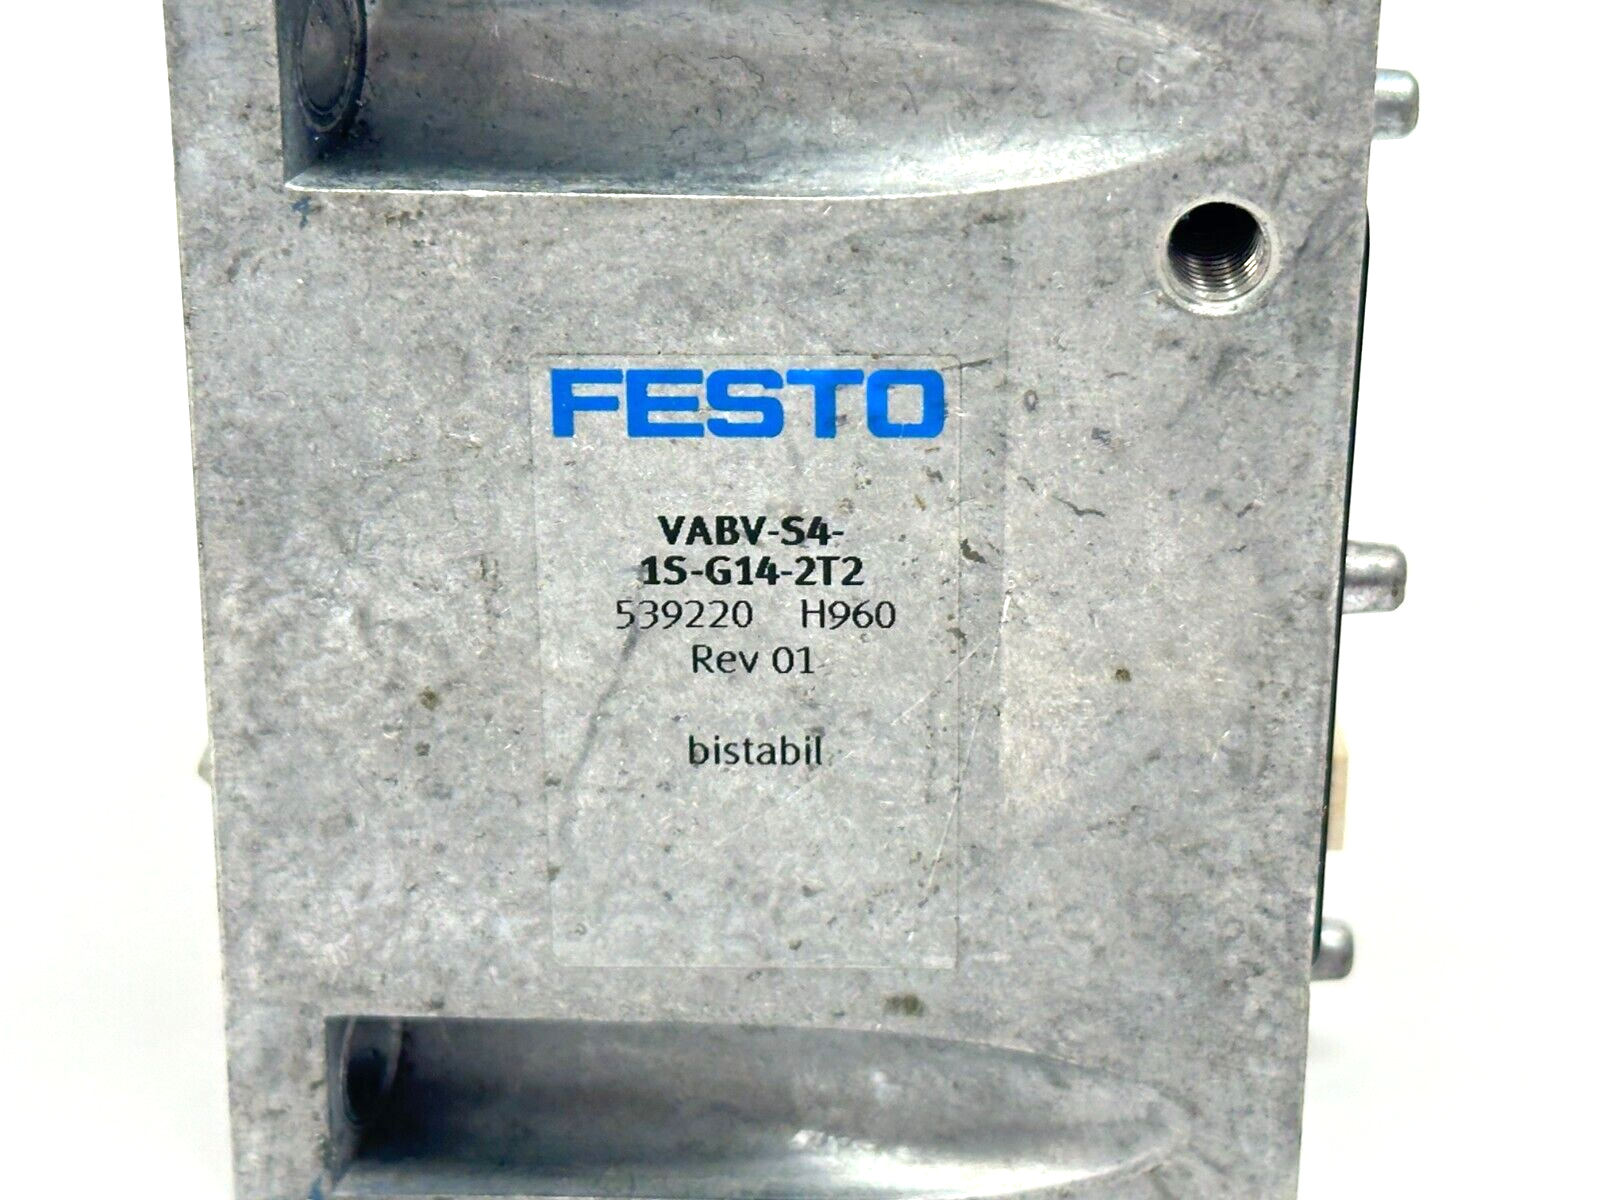 FESTO
VABV-S4-
1S-G14-2T2
539220 H960
Rev 01
bistabil